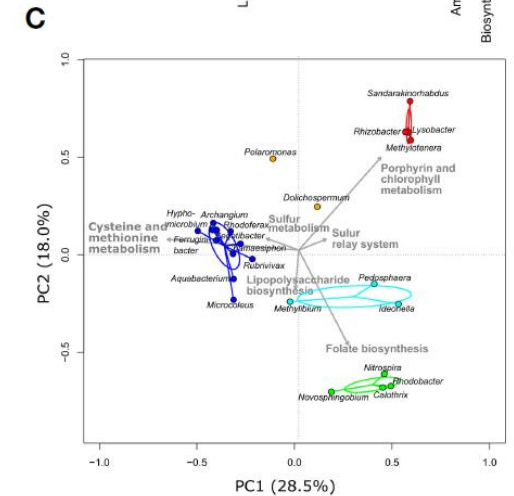 C
L
Am
Biosynt
1.0
0.5
0.0
−0.5
PC2 (18.0%)
Sandarakinorhabdus
Rhizobacter
Lysobacter
Methylotenera
Polaromonas
Porphyrin and
chlorophyll
metabolism
Dolichospermum
Sulfur
metabolism
Sulur
relay system
Cysteine and
methionine
metabolism
Hypho-
microbium
Archangium
Rhodoferax
Ferrugini
bacter
Ramaesiphon
Rubrivivax
Aquabacterium
Microcoleus
Lipopolysaccharide
biosynthesis
Methylibium
Pedosphaera
Ideonella
Folate biosynthesis
Nitrospira
Rhodobacter
Novosphingobium
Calothrix
−1.0
−0.5
0.0
0.5
1.0
PC1 (28.5%)